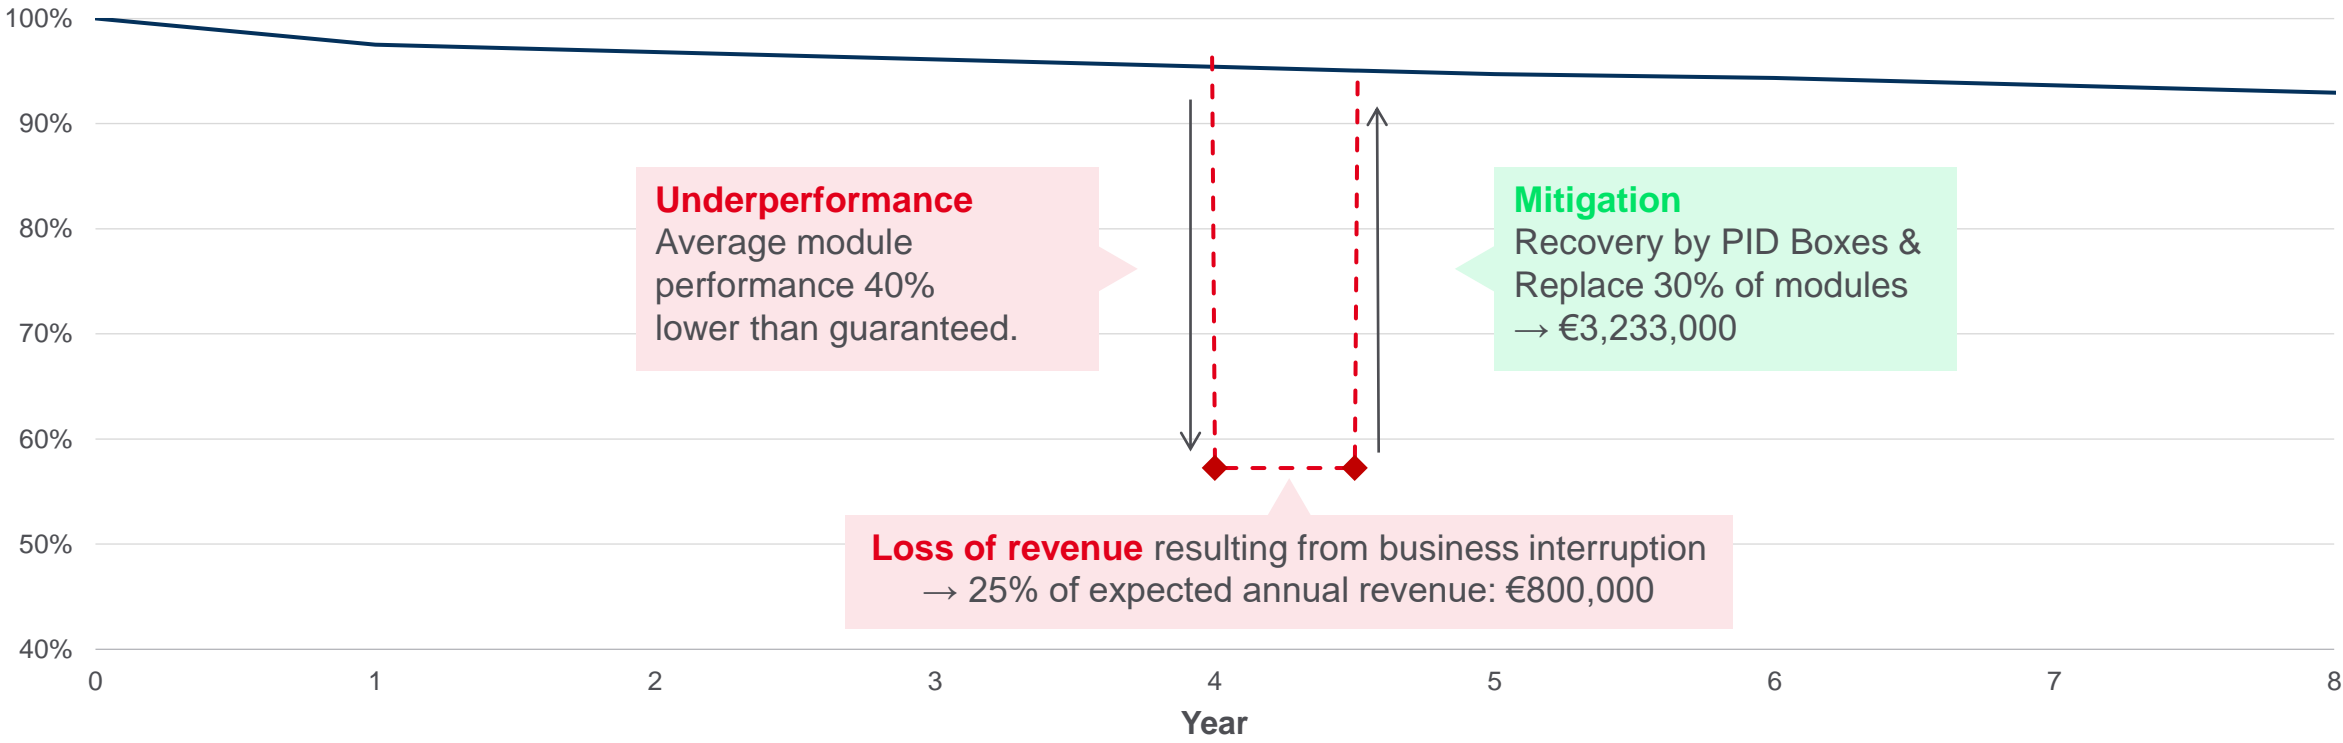 100%
90%
80%
70%
60%
50%
40%
Underperformance
Average module
performance 40%
lower than guaranteed.
Mitigation
Recovery by PID Boxes &
Replace 30% of modules
→ €3,233,000
Loss of revenue resulting from business interruption
→ 25% of expected annual revenue: €800,000
0 1 2 3 4 5 6 7 8
Year